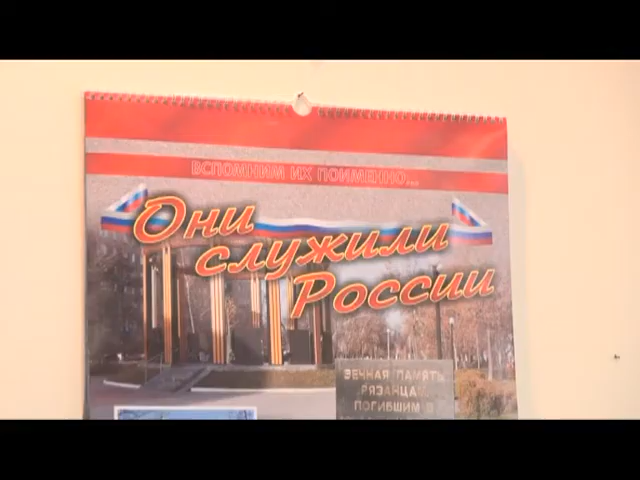 ВСПОМНИМ ИХ ПОИМЕННО...
Они
служили
России
ВЕЧНАЯ ПАМЯТЬ
РЯЗАНЦАМ
ПОГИБШИМ В